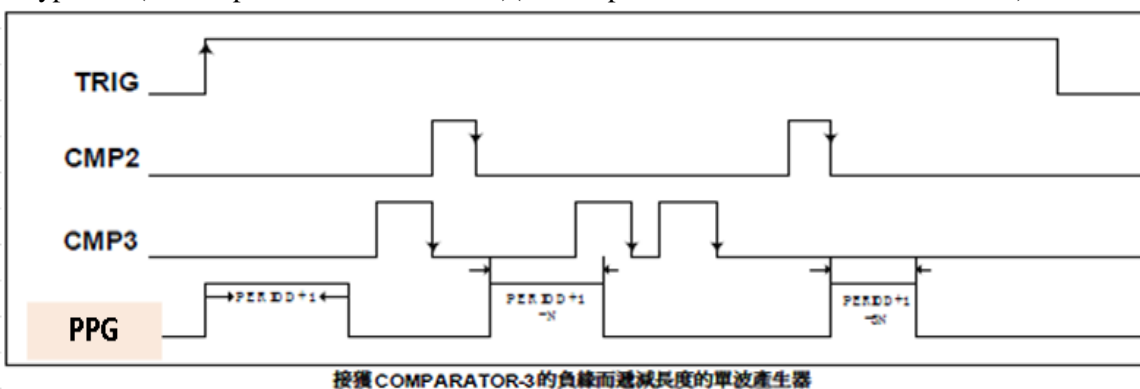 TRIG
CMP2
CMP3
PERIOD+1
PERIOD+1
-N
PERIOD+1
-3N
PPG
接獲COMPARATOR-3的負緣而遞減長度的單波產生器